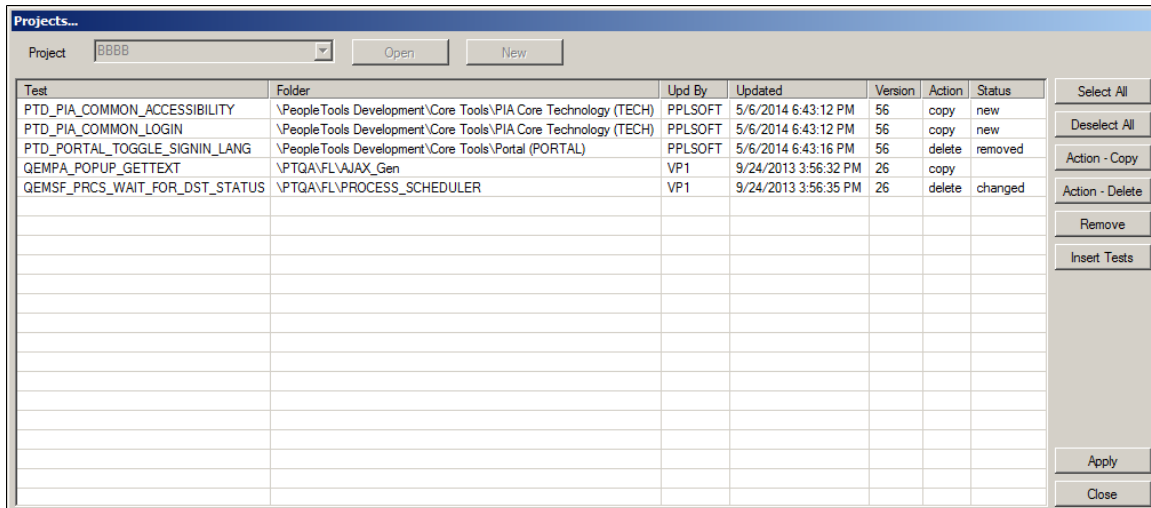 Projects...
Project BBBB Open New
Test Folder Upd By Updated Version Action Status Select All
PTD_PIA_COMMON_ACCESSIBILITY \PeopleTools Development\Core Tools\PIA Core Technology (TECH) PPLSOFT 5/6/2014 6:43:12 PM 56 copy new
PTD_PIA_COMMON_LOGIN \PeopleTools Development\Core Tools\PIA Core Technology (TECH) PPLSOFT 5/6/2014 6:43:12 PM 56 copy new Deselect All
PTD_PORTAL_TOGGLE_SIGNIN_LANG \PeopleTools Development\Core Tools\Portal (PORTAL) PPLSOFT 5/6/2014 6:43:16 PM 56 delete removed Action - Copy
QEMPA_POPUP_GETTEXT \PTQA\FL\AJAX_Gen VP1 9/24/2013 3:56:32 PM 26 copy
QEMSF_PRCS_WAIT_FOR_DST_STATUS \PTQA\FL\PROCESS_SCHEDULER VP1 9/24/2013 3:56:35 PM 26 delete changed Action - Delete
Remove
Insert Tests
Apply
Close